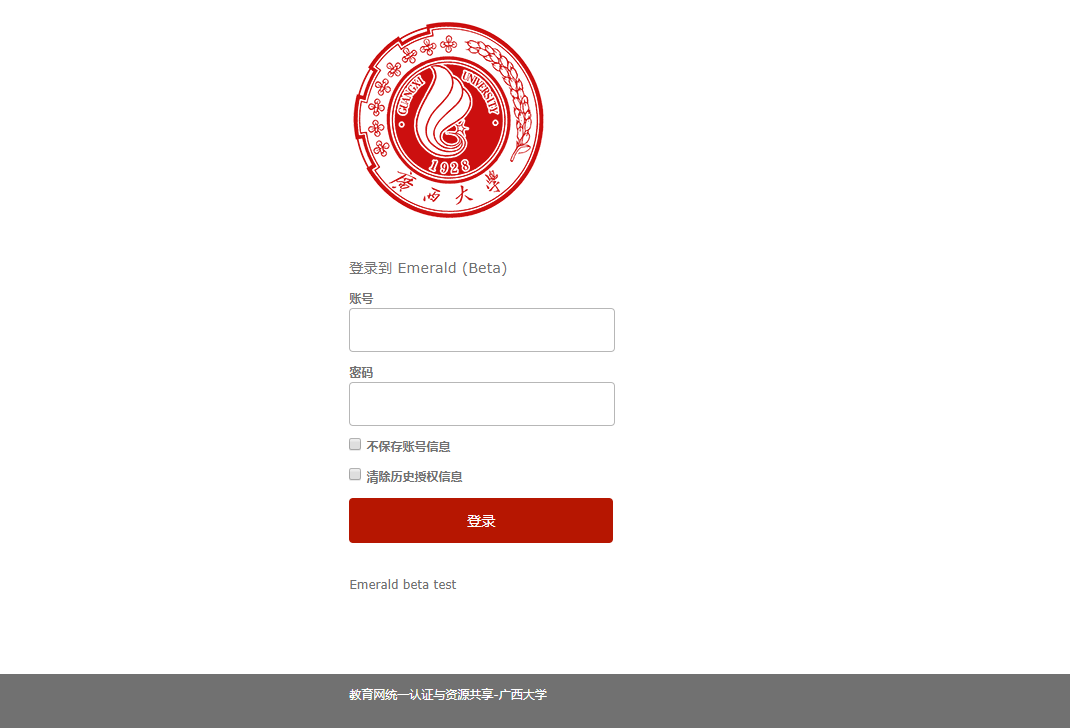 GUANGXI UNIVERSITY
1928
广西大学
登录到 Emerald (Beta)
账号
密码
不保存账号信息
清除历史授权信息
登录
Emerald beta test
教育网统一认证与资源共享-广西大学